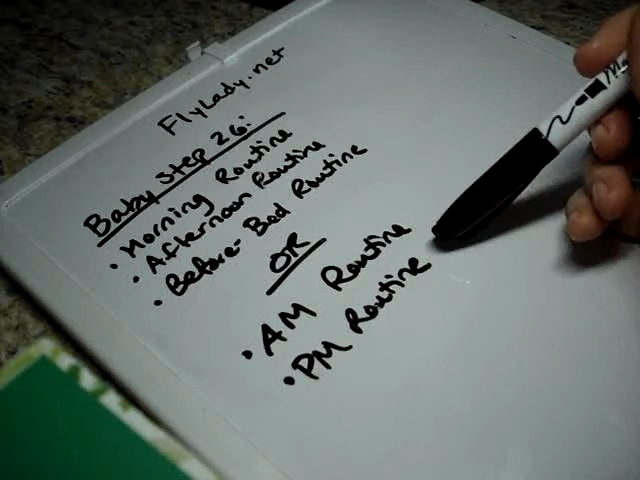 FlyLady.net
Baby Step 26:
• Morning Routine
• Afternoon Routine
• Before-Bed Routine
OR
• AM Routine
• PM Routine